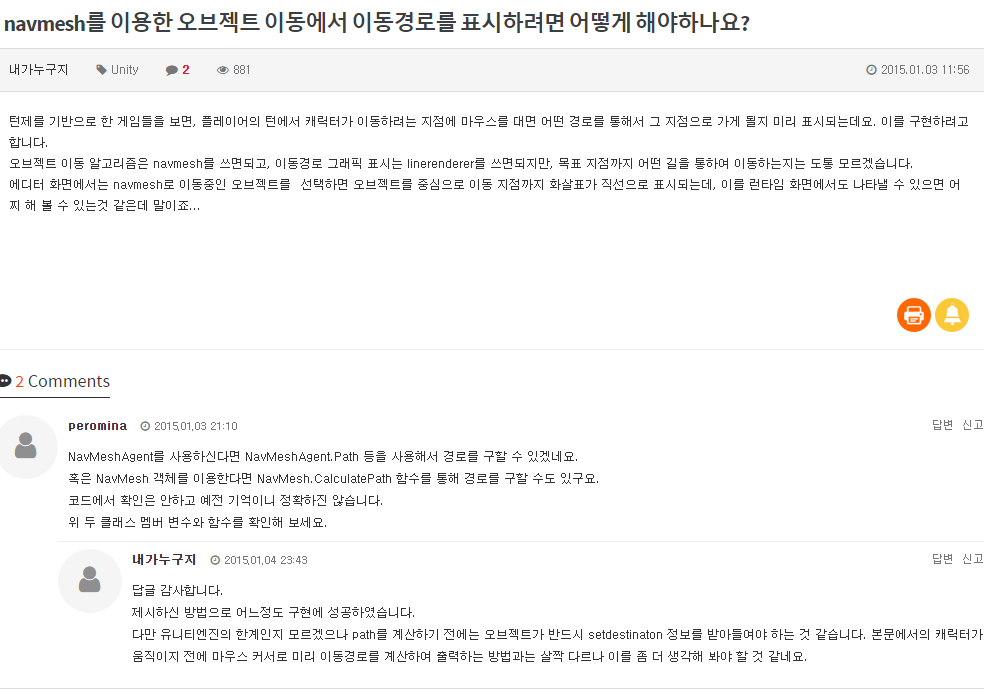 navmesh를 이용한 오브젝트 이동에서 이동경로를 표시하려면 어떻게 해야하나요?
내가누구지 Unity 2 881 2015.01.03 11:56
턴제를 기반으로 한 게임들을 보면, 플레이어의 턴에서 캐릭터가 이동하려는 지점에 마우스를 대면 어떤 경로를 통해서 그 지점으로 가게 될지 미리 표시되는데요. 이를 구현하려고
합니다.
오브젝트 이동 알고리즘은 navmesh를 쓰면되고, 이동경로 그래픽 표시는 linerenderer를 쓰면되지만, 목표 지점까지 어떤 길을 통하여 이동하는지는 도통 모르겠습니다.
에디터 화면에서는 navmesh로 이동중인 오브젝트를 선택하면 오브젝트를 중심으로 이동 지점까지 화살표가 직선으로 표시되는데, 이를 런타임 화면에서도 나타낼 수 있으면 어
찌 해 볼 수 있는것 같은데 말이죠...
2 Comments
peromina 2015.01.03 21:10 답변 신고
NavMeshAgent를 사용하신다면 NavMeshAgent.Path 등을 사용해서 경로를 구할 수 있겠네요.
혹은 NavMesh 객체를 이용한다면 NavMesh.CalculatePath 함수를 통해 경로를 구할 수도 있구요.
코드에서 확인은 안하고 예전 기억이니 정확하진 않습니다.
위 두 클래스 멤버 변수와 함수를 확인해 보세요.
내가누구지 2015.01.04 23:43 답변 신고
답글 감사합니다.
제시하신 방법으로 어느정도 구현에 성공하였습니다.
다만 유니티엔진의 한계인지 모르겠으나 path를 계산하기 전에는 오브젝트가 반드시 setdestinaton 정보를 받아들여야 하는 것 같습니다. 본문에서의 캐릭터가
움직이지 전에 마우스 커서로 미리 이동경로를 계산하여 출력하는 방법과는 살짝 다르나 이를 좀 더 생각해 봐야 할 것 같네요.